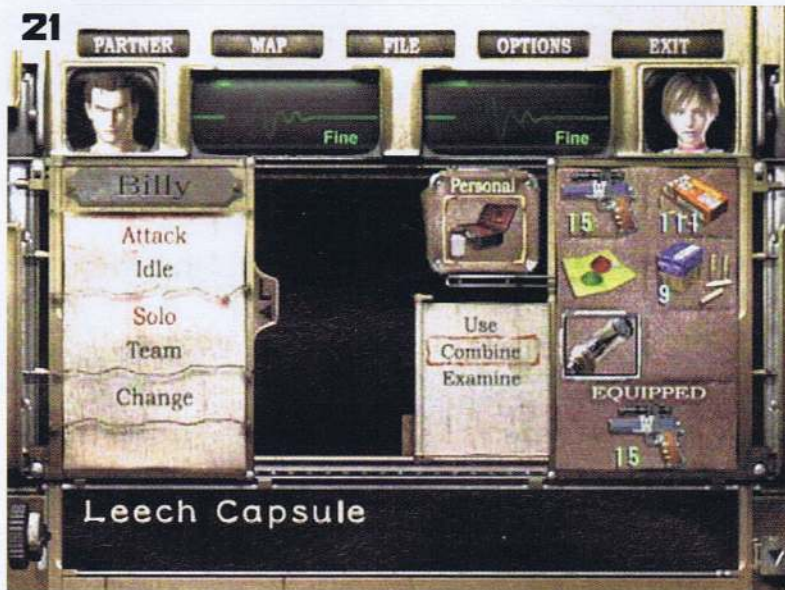 21
PARTNER MAP FILE OPTIONS EXIT
Fine Fine
Billy
Attack
Idle
Solo
Team
Change
Personal
Use
Combine
Examine
15 111
9
EQUIPPED
15
Leech Capsule